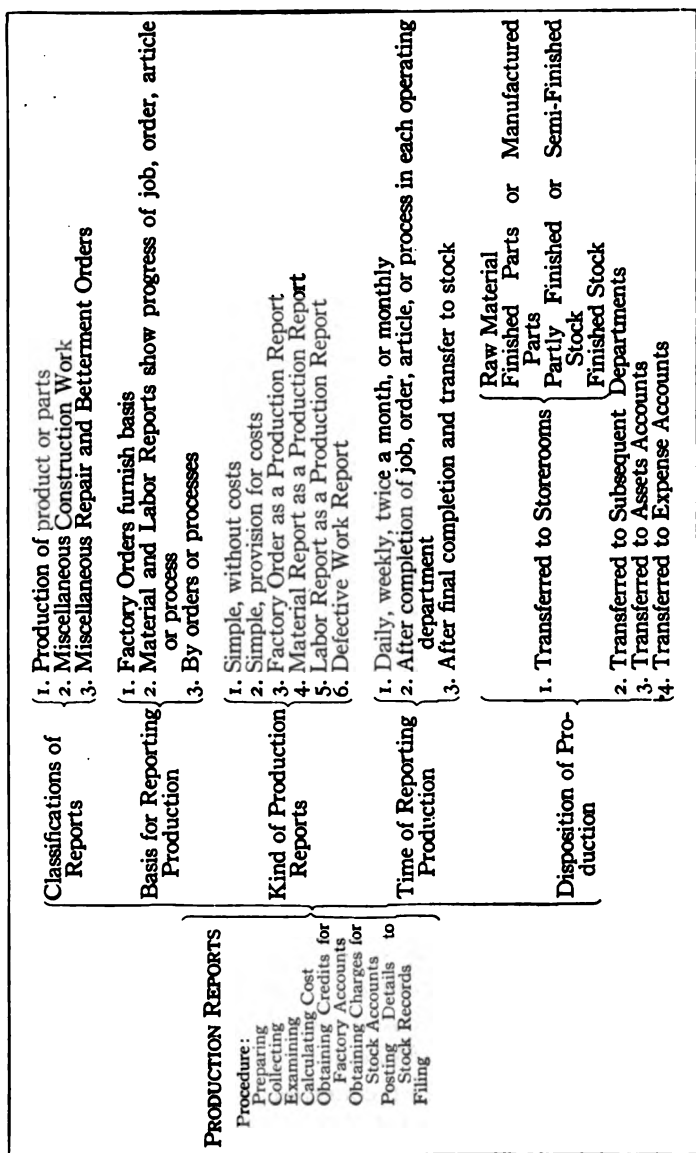 PRODUCTION REPORTS
Procedure:
Preparing
Collecting
Examining
Calculating Cost
Obtaining Credits for
Factory Accounts
Obtaining Charges for
Stock Accounts
Posting Details to
Stock Records
Filing
Classifications of
Reports
1. Production of product or parts
2. Miscellaneous Construction Work
3. Miscellaneous Repair and Betterment Orders
Basis for Reporting
Production
1. Factory Orders furnish basis
2. Material and Labor Reports show progress of job, order, article
or process
3. By orders or processes
Kind of Production
Reports
1. Simple, without costs
2. Simple, provision for costs
3. Factory Order as a Production Report
4. Material Report as a Production Report
5. Labor Report as a Production Report
6. Defective Work Report
Time of Reporting
Production
1. Daily, weekly, twice a month, or monthly
2. After completion of job, order, article, or process in each operating
department
3. After final completion and transfer to stock
Disposition of Pro-
duction
1. Transferred to Storerooms
Raw Material
Finished Parts or Manufactured
Parts
Partly Finished or Semi-Finished
Stock
Finished Stock
2. Transferred to Subsequent Departments
3. Transferred to Assets Accounts
4. Transferred to Expense Accounts